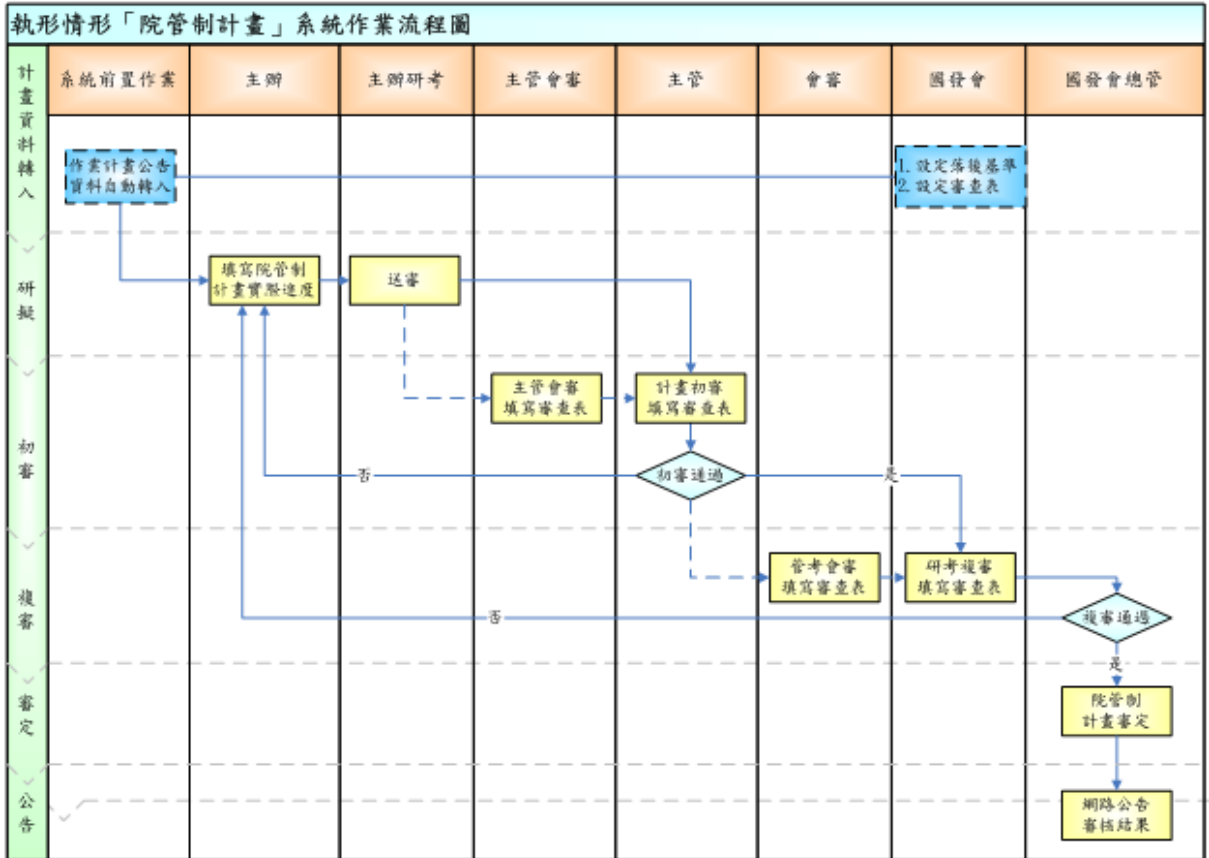 執形情形「院管制計畫」系統作業流程圖
計畫資料轉入
系統前置作業
主辦
主辦研考
主管會審
主管
會審
國發會
國發會總管
作業計畫公告
資料自動轉入
1. 設定落後基準
2. 設定審查表
研擬
填寫院管制
計畫實際進度
送審
初審
主管會審
填寫審查表
計畫初審
填寫審查表
否
初審通過
是
複審
管考會審
填寫審查表
研考複審
填寫審查表
否
複審通過
是
審定
院管制
計畫審定
公告
網路公告
審核結果